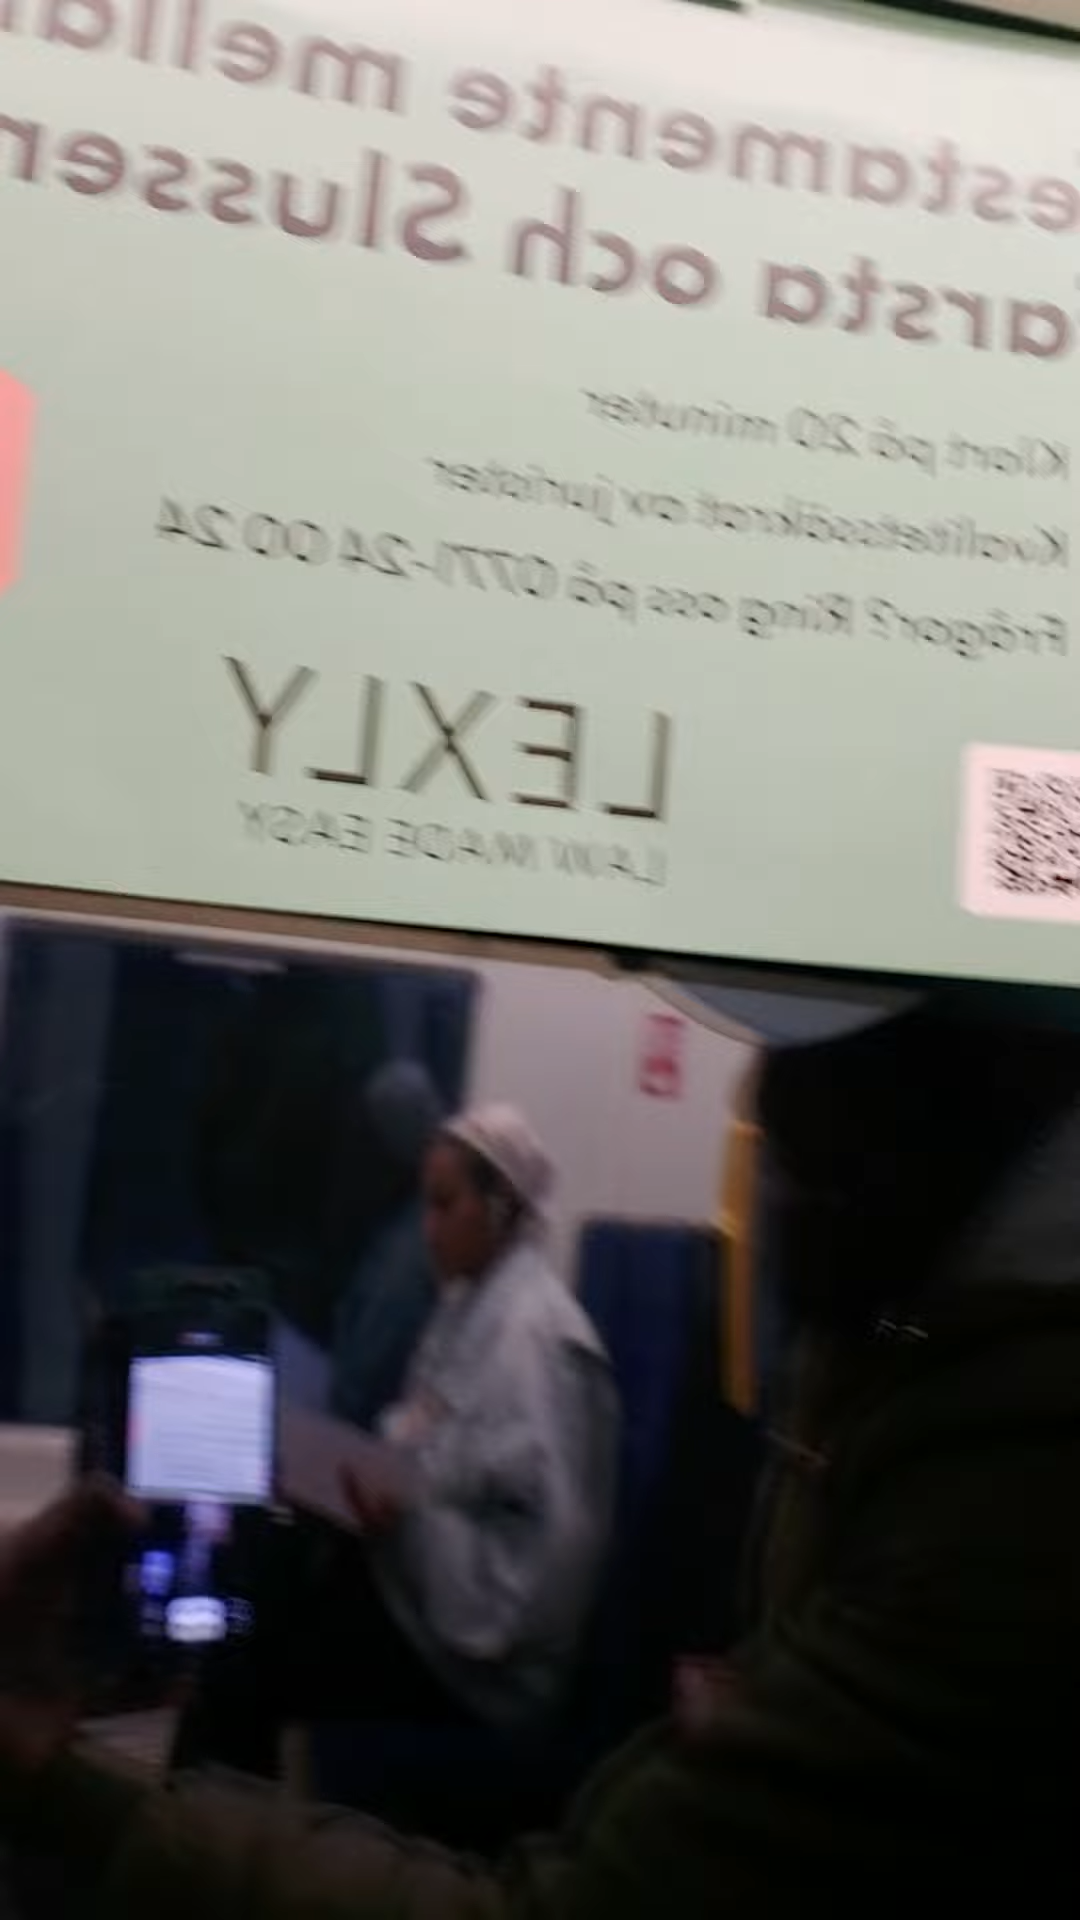 estamente mella
arsta och Slussen
Klart på 20 minuter
Kvalitetssäkrat av jurister
Frågor? Ring oss på 0771-24 00 24
LEXLY
LAW MADE EASY